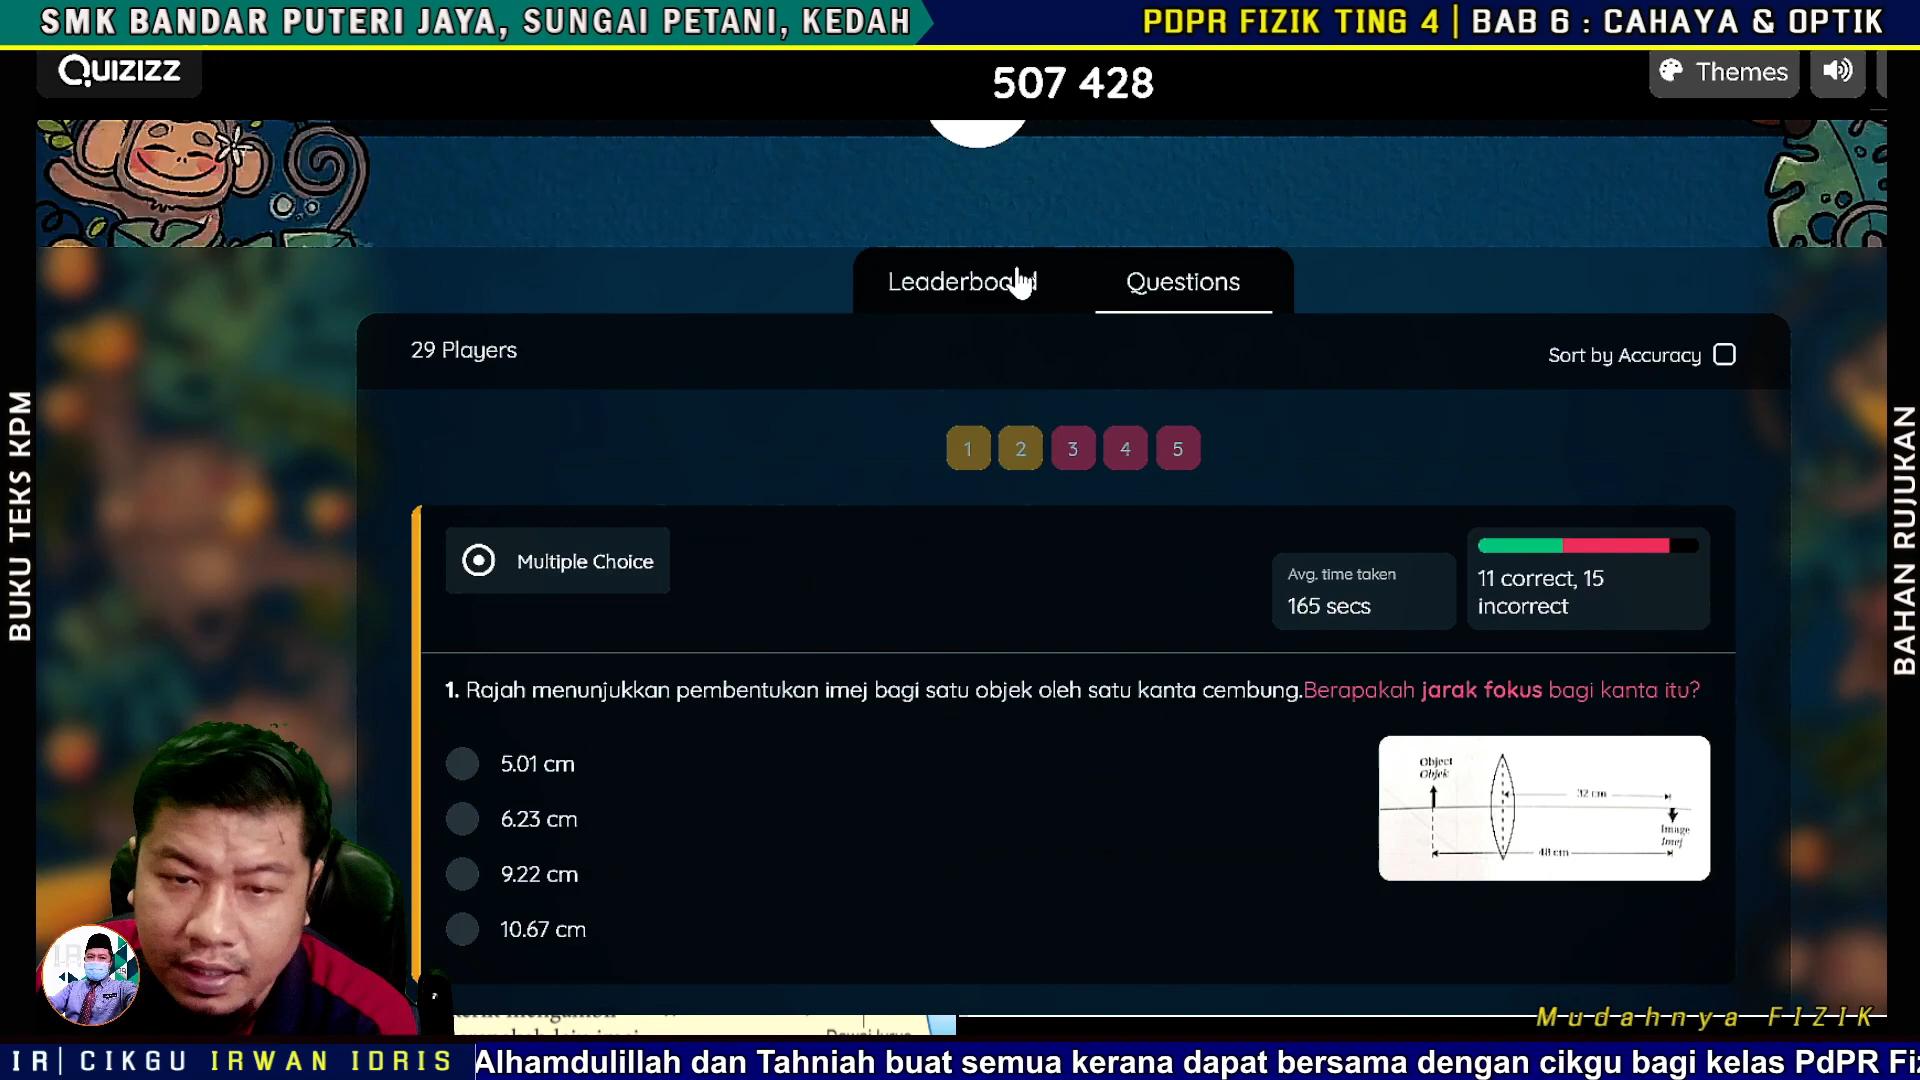 SMK BANDAR PUTERI JAYA, SUNGAI PETANI, KEDAH
PDPR FIZIK TING 4 | BAB 6 : CAHAYA & OPTIK
Quizizz
507 428
Themes
Leaderboard
Questions
29 Players
Sort by Accuracy
1 2 3 4 5
BUKU TEKS KPM
BAHAN RUJUKAN
Multiple Choice
Avg. time taken
165 secs
11 correct, 15
incorrect
1. Rajah menunjukkan pembentukan imej bagi satu objek oleh satu kanta cembung.Berapakah jarak fokus bagi kanta itu?
5.01 cm
6.23 cm
9.22 cm
10.67 cm
Object
Objek
32 cm
Image
Imej
48 cm
Mudahnya FIZIK
IR| CIKGU IRWAN IDRIS
Alhamdulillah dan Tahniah buat semua kerana dapat bersama dengan cikgu bagi kelas PdPR